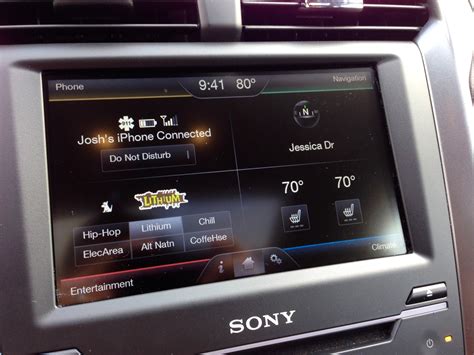 Phone
9:41 80°
Navigation
Josh's iPhone Connected
Do Not Disturb
N
Jessica Dr
LITHIUM
Hip-Hop Lithium Chill
ElecArea Alt Natn CoffeHse
70° 70°
Entertainment
i
Climate
SONY